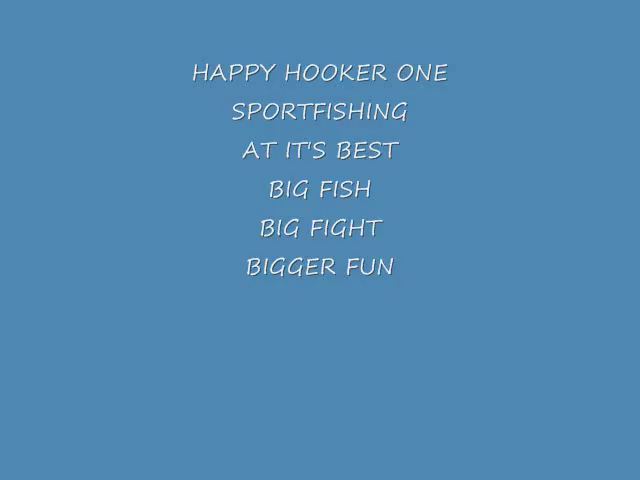 HAPPY HOOKER ONE
SPORTFISHING
AT IT'S BEST
BIG FISH
BIG FIGHT
BIGGER FUN